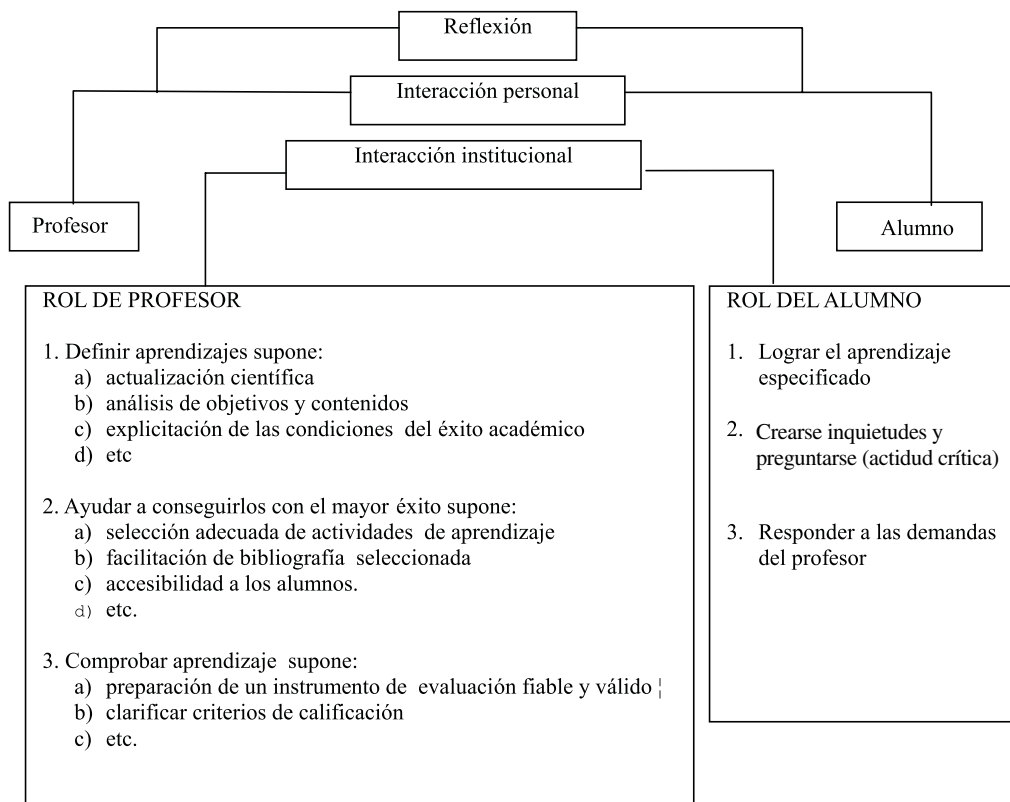 Reflexión
Interacción personal
Interacción institucional
Profesor
Alumno
ROL DE PROFESOR
1. Definir aprendizajes supone:
a) actualización científica
b) análisis de objetivos y contenidos
c) explicitación de las condiciones del éxito académico
d) etc
2. Ayudar a conseguirlos con el mayor éxito supone:
a) selección adecuada de actividades de aprendizaje
b) facilitación de bibliografía seleccionada
c) accesibilidad a los alumnos.
d) etc.
3. Comprobar aprendizaje supone:
a) preparación de un instrumento de evaluación fiable y válido ¦
b) clarificar criterios de calificación
c) etc.
ROL DEL ALUMNO
1. Lograr el aprendizaje
especificado
2. Crearse inquietudes y
preguntarse (actidud crítica)
3. Responder a las demandas
del profesor